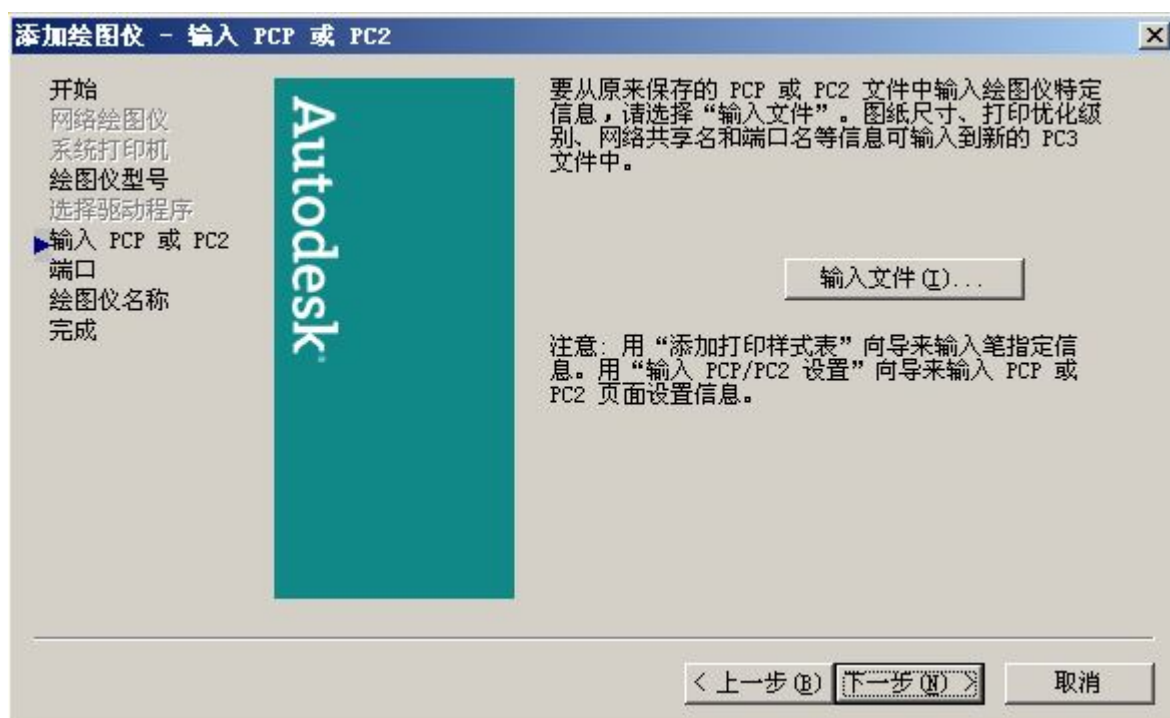 添加绘图仪 - 输入 PCP 或 PC2
开始
网络绘图仪
系统打印机
绘图仪型号
选择驱动程序
输入 PCP 或 PC2
端口
绘图仪名称
完成
Autodesk
要从原来保存的 PCP 或 PC2 文件中输入绘图仪特定
信息，请选择“输入文件”。图纸尺寸、打印优化级
别、网络共享名和端口名等信息可输入到新的 PC3
文件中。
输入文件(I)...
注意: 用“添加打印样式表”向导来输入笔指定信
息。用“输入 PCP/PC2 设置”向导来输入 PCP 或
PC2 页面设置信息。
< 上一步(B) 下一步(N) > 取消